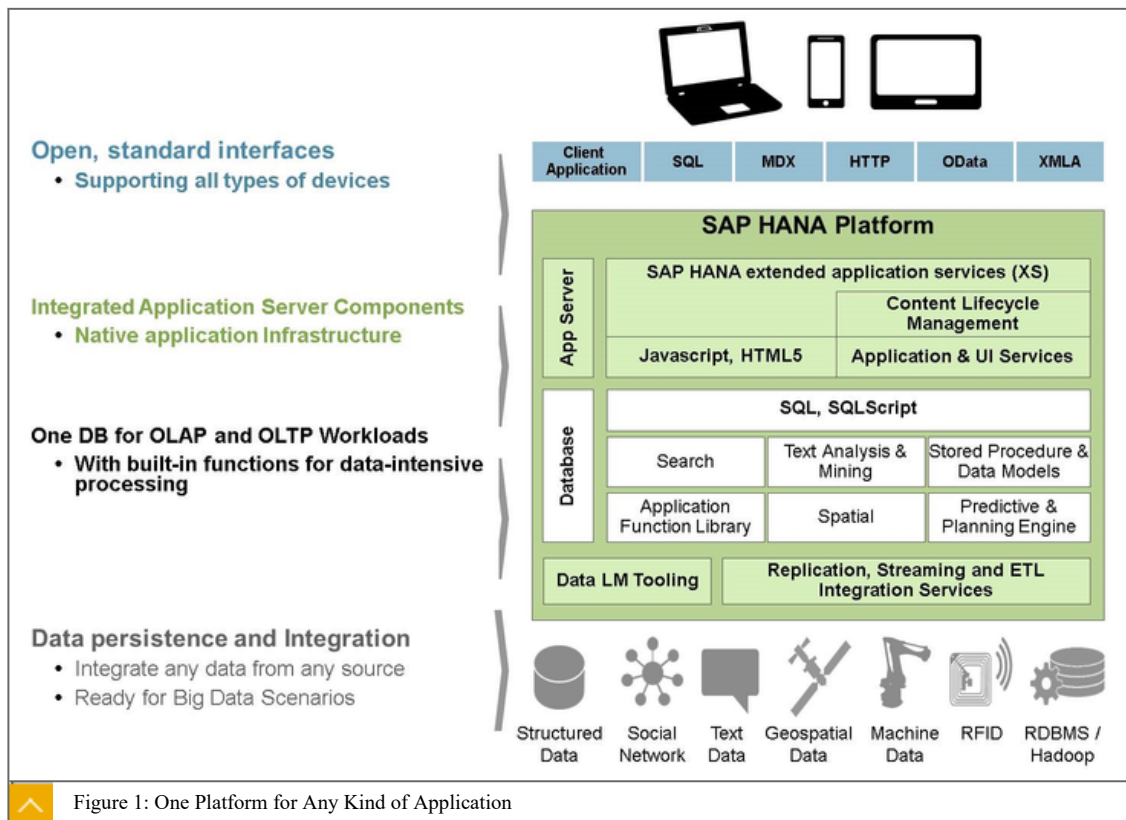 Open, standard interfaces
• Supporting all types of devices
Integrated Application Server Components
• Native application Infrastructure
One DB for OLAP and OLTP Workloads
• With built-in functions for data-intensive
processing
Data persistence and Integration
• Integrate any data from any source
• Ready for Big Data Scenarios
Client
Application
SQL
MDX
HTTP
OData
XMLA
SAP HANA Platform
App Server
SAP HANA extended application services (XS)
Content Lifecycle
Management
Javascript, HTML5
Application & UI Services
Database
SQL, SQLScript
Search
Text Analysis &
Mining
Stored Procedure &
Data Models
Application
Function Library
Spatial
Predictive &
Planning Engine
Data LM Tooling
Replication, Streaming and ETL
Integration Services
Structured
Data
Social
Network
Text
Data
Geospatial
Data
Machine
Data
RFID
RDBMS /
Hadoop
Figure 1: One Platform for Any Kind of Application